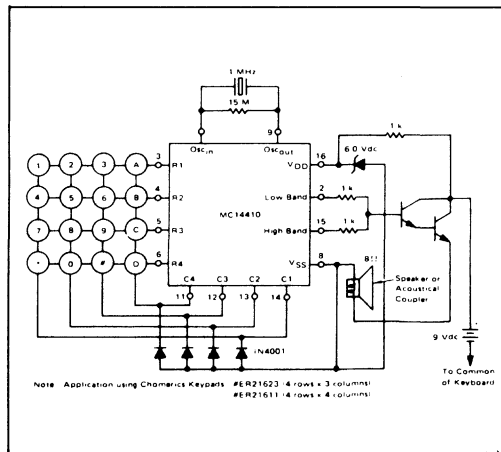 1 MHz
15 M
9
Osc in
Osc out
1 k
6.0 Vdc
16
VDD
1 2 3 A
3 R1
4 5 6 B
4 R2
2
Low Band
1 k
7 8 9 C
5 R3
MC14410
15
High Band
1 k
* 0 # D
6 R4
8
VSS
8Ω
Speaker or
Acoustical
Coupler
C4 C3 C2 C1
11 12 13 14
1N4001
9 Vdc
To Common
of Keyboard
Note: Application using Chomerics Keypads #ER21623 (4 rows x 3 columns)
#ER21611 (4 rows x 4 columns)